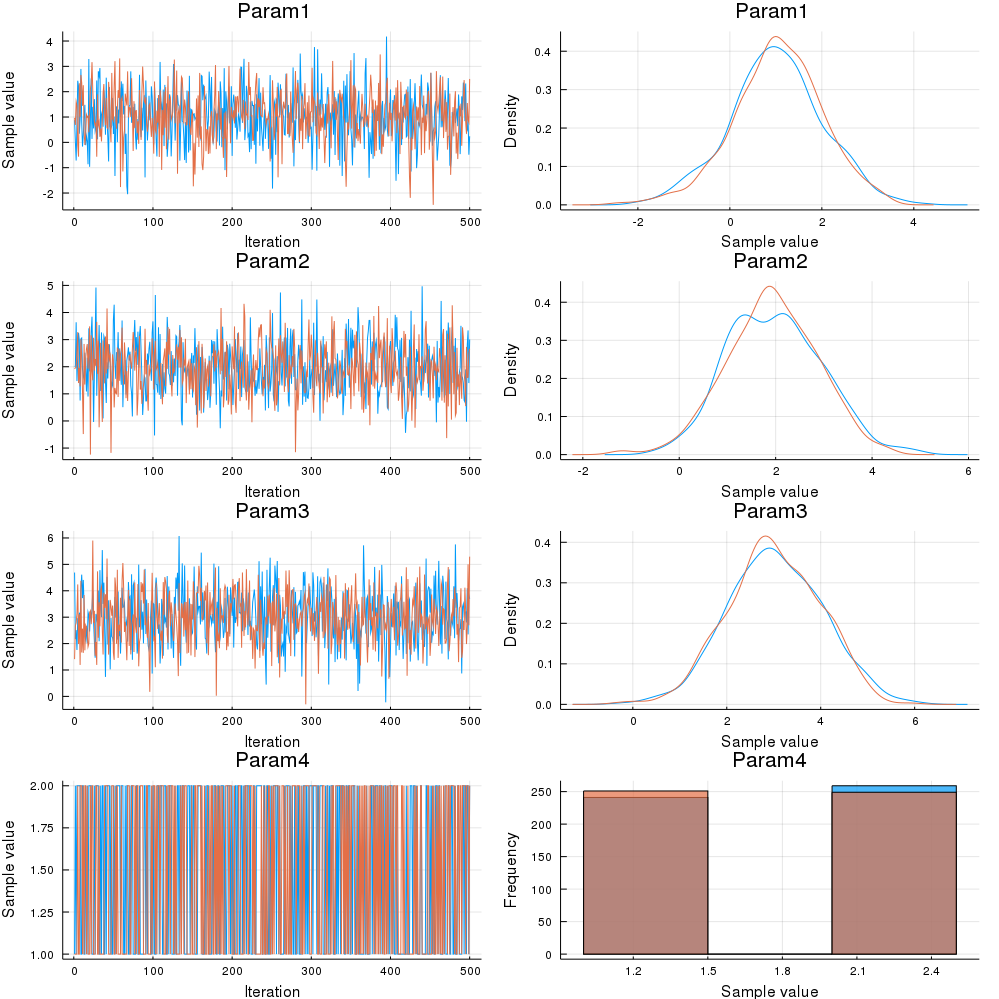 Param1
Sample value
4
3
2
1
0
-1
-2
0 100 200 300 400 500
Iteration
Param1
Density
0.4
0.3
0.2
0.1
0.0
-2 0 2 4
Sample value
Param2
Sample value
5
4
3
2
1
0
-1
0 100 200 300 400 500
Iteration
Param2
Density
0.4
0.3
0.2
0.1
0.0
-2 0 2 4 6
Sample value
Param3
Sample value
6
5
4
3
2
1
0
0 100 200 300 400 500
Iteration
Param3
Density
0.4
0.3
0.2
0.1
0.0
0 2 4 6
Sample value
Param4
Sample value
2.00
1.75
1.50
1.25
1.00
0 100 200 300 400 500
Iteration
Param4
Frequency
250
200
150
100
50
0
1.2 1.5 1.8 2.1 2.4
Sample value